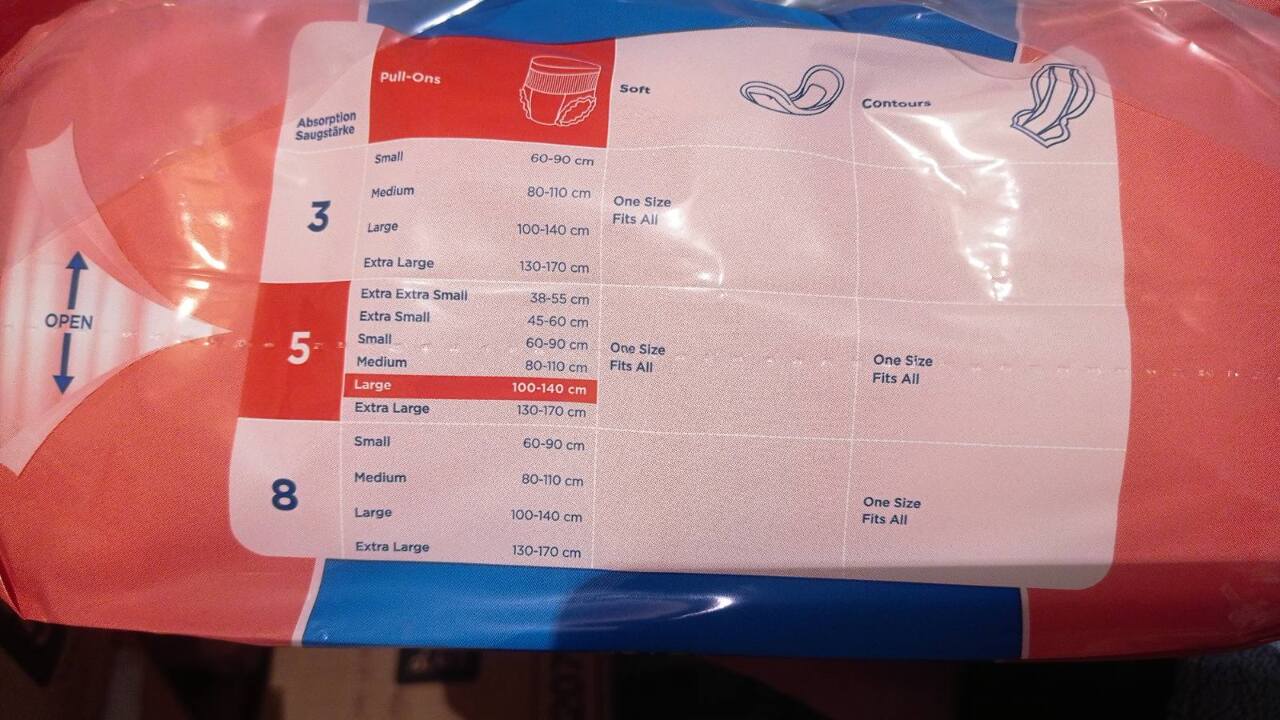 Pull-Ons
Soft
Contours
Absorption
Saugstärke
3
Small 60-90 cm
Medium 80-110 cm
Large 100-140 cm
Extra Large 130-170 cm
One Size
Fits All
OPEN
5
Extra Extra Small 38-55 cm
Extra Small 45-60 cm
Small 60-90 cm
Medium 80-110 cm
Large 100-140 cm
Extra Large 130-170 cm
One Size
Fits All
One Size
Fits All
8
Small 60-90 cm
Medium 80-110 cm
Large 100-140 cm
Extra Large 130-170 cm
One Size
Fits All